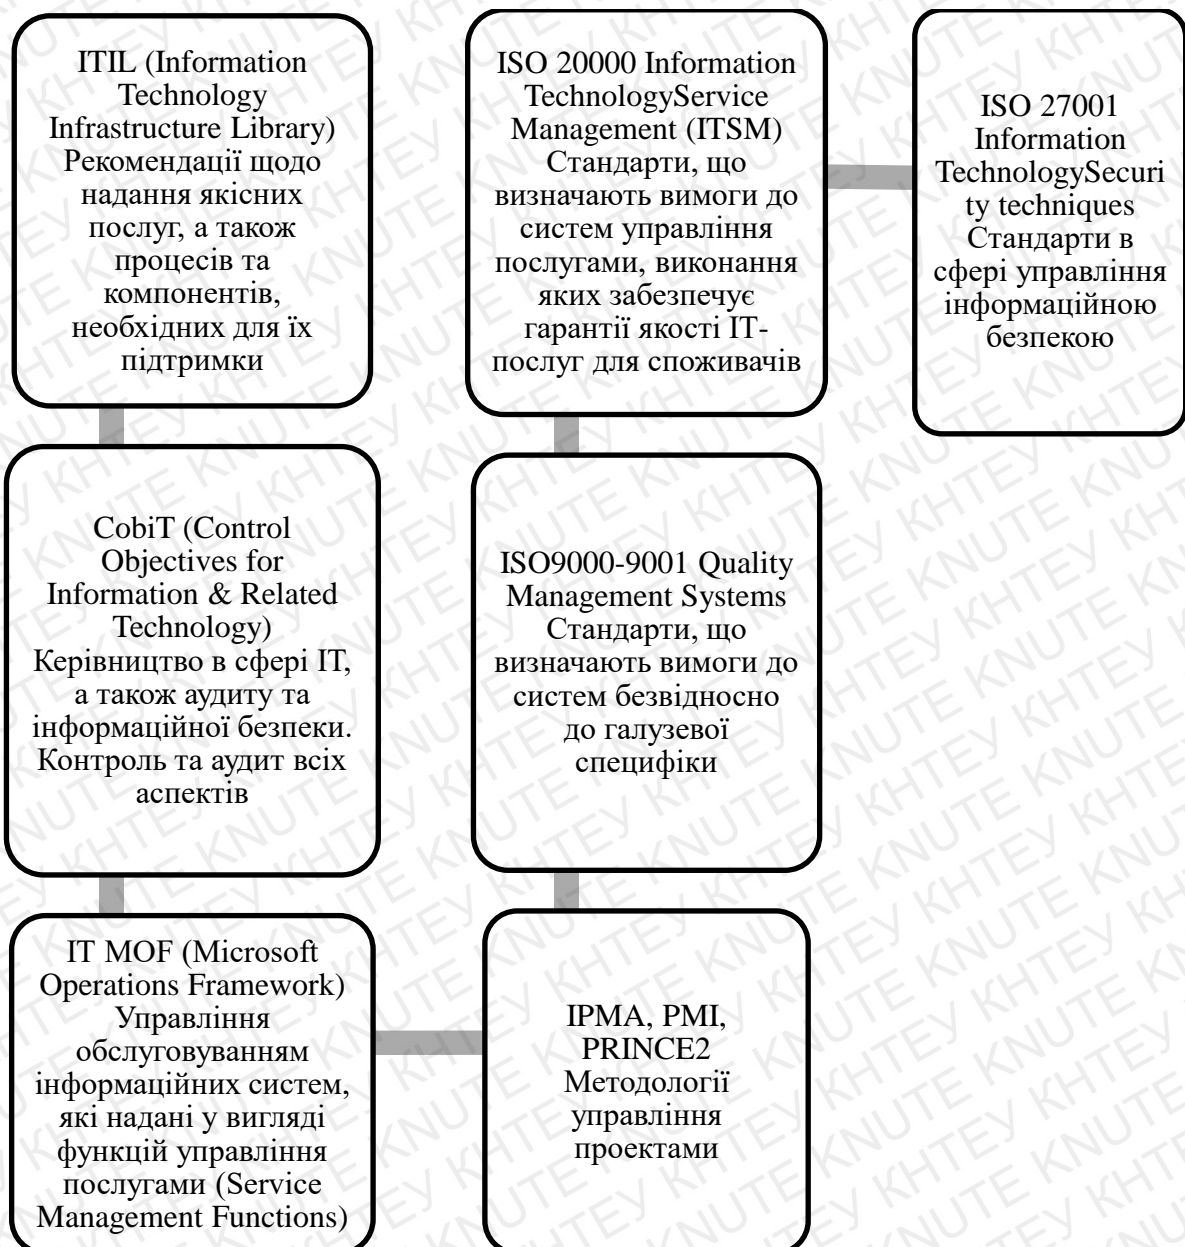 ITIL (Information
Technology
Infrastructure Library)
Рекомендації щодо
надання якісних
послуг, а також
процесів та
компонентів,
необхідних для їх
підтримки
CobiT (Control
Objectives for
Information & Related
Technology)
Керівництво в сфері ІТ,
а також аудиту та
інформаційної безпеки.
Контроль та аудит всіх
аспектів
IT MOF (Microsoft
Operations Framework)
Управління
обслуговуванням
інформаційних систем,
які надані у вигляді
функцій управління
послугами (Service
Management Functions)
IPMA, PMI,
PRINCE2
Методології
управління
проектами
ISO9000-9001 Quality
Management Systems
Стандарти, що
визначають вимоги до
систем безвідносно
до галузевої
специфіки
ISO 20000 Information
TechnologyService
Management (ITSM)
Стандарти, що
визначають вимоги до
систем управління
послугами, виконання
яких забезпечує
гарантії якості ІТ-
послуг для споживачів
ISO 27001
Information
TechnologySecuri
ty techniques
Стандарти в
сфері управління
інформаційною
безпекою